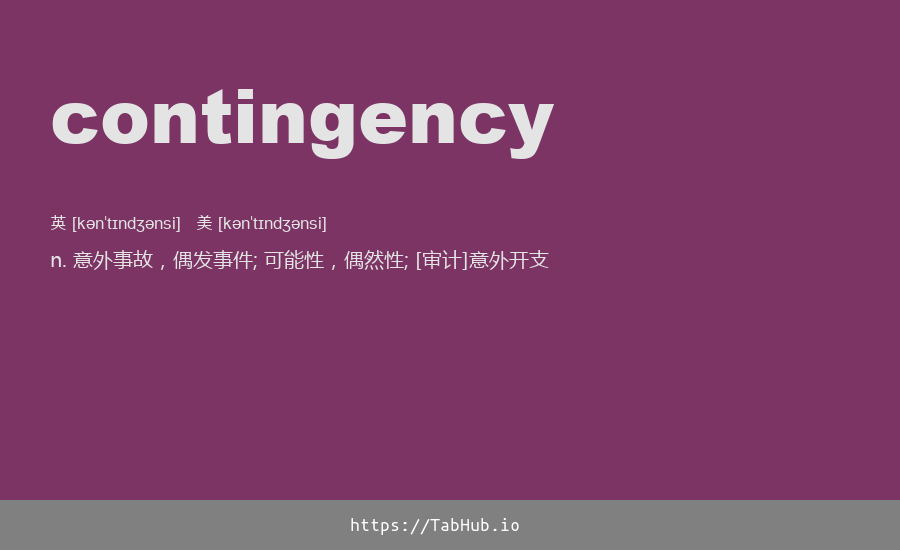 contingency
英 [kən'tɪndʒənsi] 美 [kən'tɪndʒənsi]
n. 意外事故，偶发事件; 可能性，偶然性; [审计]意外开支
https://TabHub.io